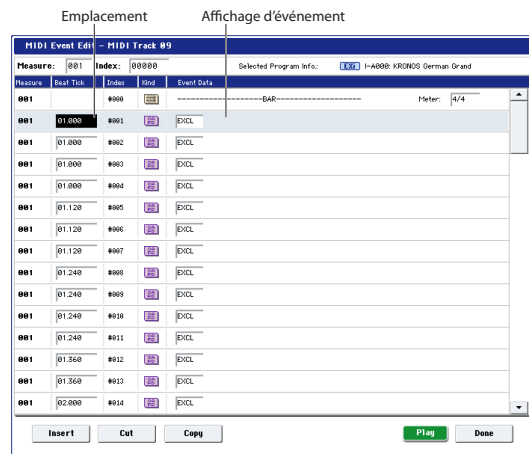 Emplacement Affichage d'événement
MIDI Event Edit - MIDI Track 09
Measure: 001 Index: 00000 Selected Program Info.: EXi I-A000: KRONOS German Grand
Measure Beat Tick Index Kind Event Data
001 #000 --------------------BAR-------------------- Meter: 4/4
001 01.000 #001 EXCL
001 01.000 #002 EXCL
001 01.000 #003 EXCL
001 01.000 #004 EXCL
001 01.120 #005 EXCL
001 01.120 #006 EXCL
001 01.120 #007 EXCL
001 01.240 #008 EXCL
001 01.240 #009 EXCL
001 01.240 #010 EXCL
001 01.240 #011 EXCL
001 01.360 #012 EXCL
001 01.360 #013 EXCL
001 02.000 #014 EXCL
Insert Cut Copy Play Done